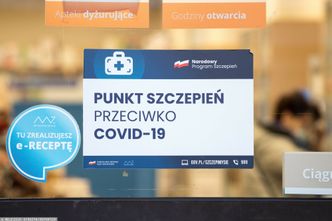 Apteki dyżurujące
Godziny otwarcia
Narodowy
Program Szczepień
PUNKT SZCZEPIEŃ
PRZECIWKO
COVID-19
TU ZREALIZUJESZ
e-RECEPTĘ
GOV.PL/SZCZEPIMYSIE
989
Ciąg